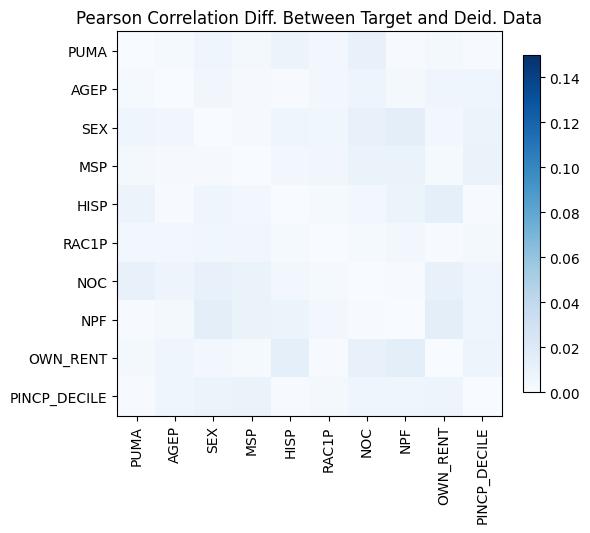 Pearson Correlation Diff. Between Target and Deid. Data
PUMA
AGEP
SEX
MSP
HISP
RAC1P
NOC
NPF
OWN_RENT
PINCP_DECILE
PUMA
AGEP
SEX
MSP
HISP
RAC1P
NOC
NPF
OWN_RENT
PINCP_DECILE
0.14
0.12
0.10
0.08
0.06
0.04
0.02
0.00